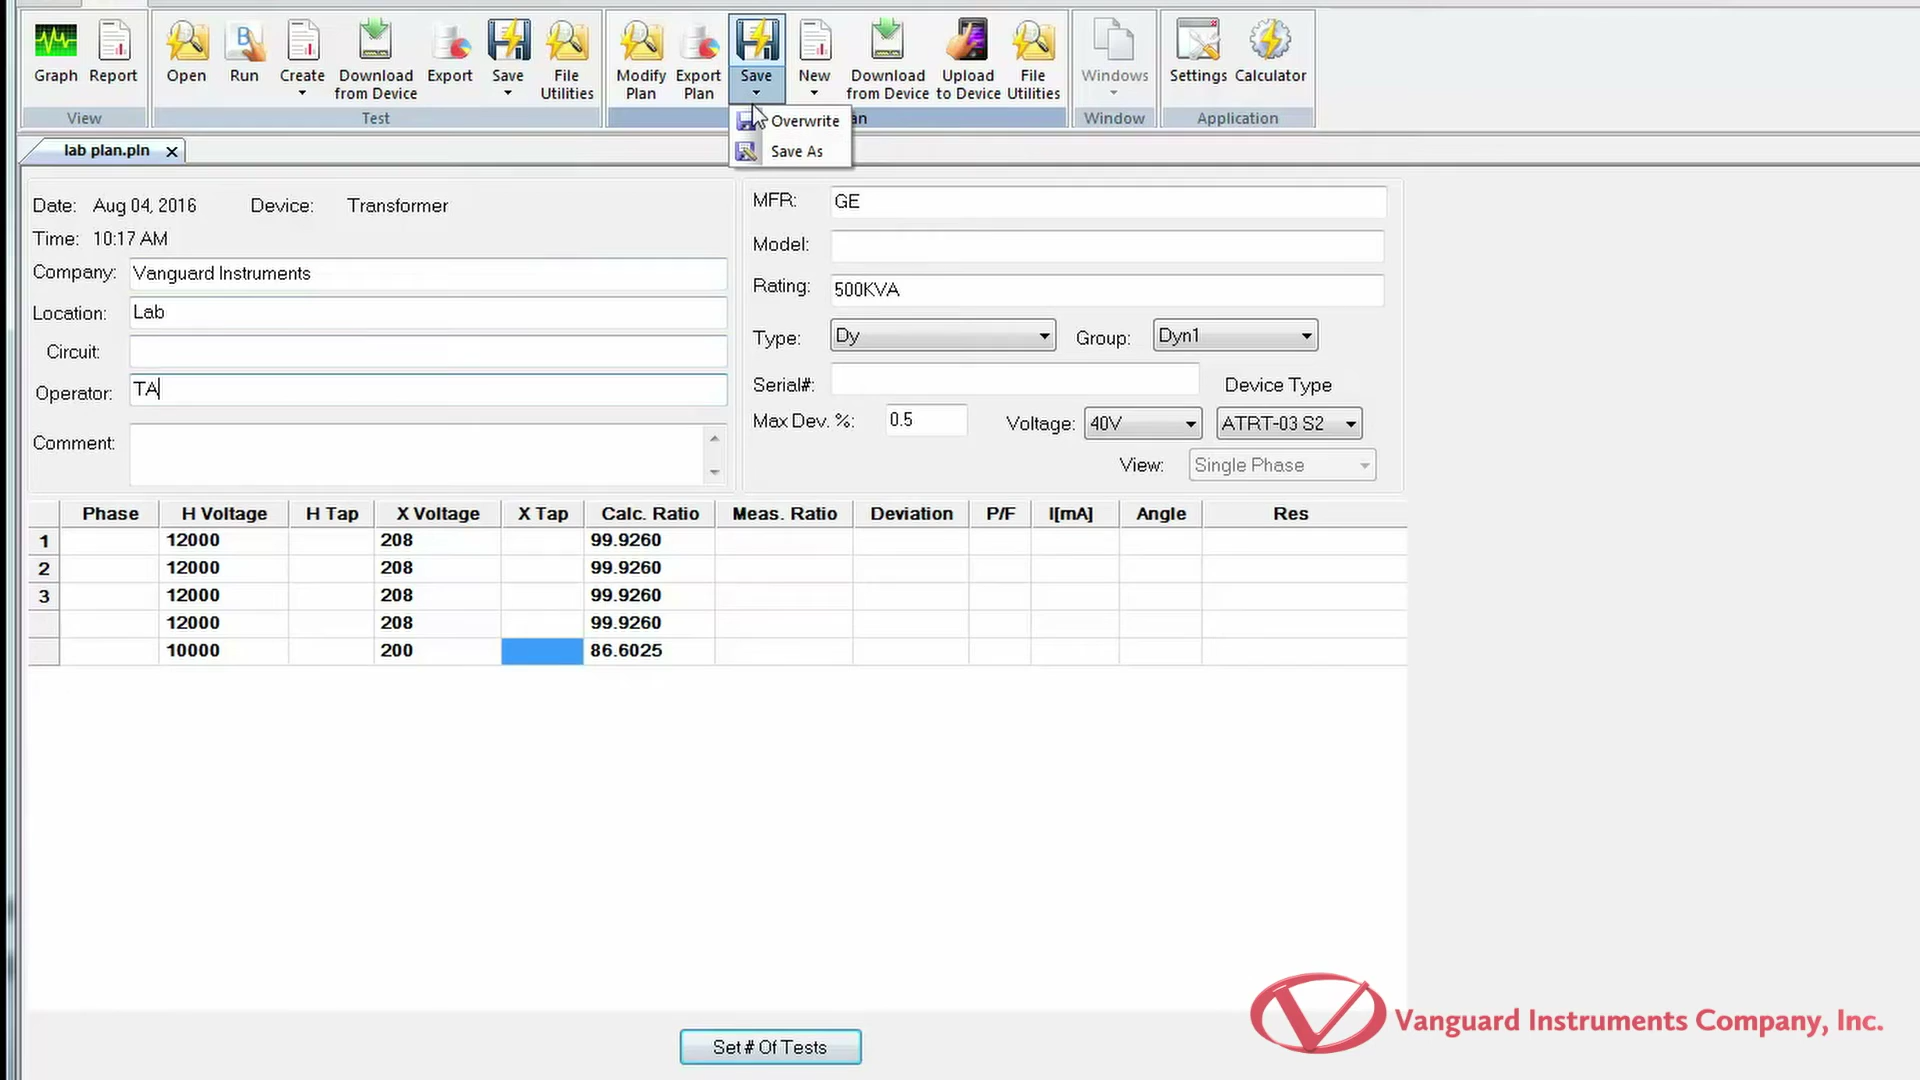 Graph Report Open Run Create Download from Device Export Save File Utilities Modify Plan Export Plan Save New Download from Device Upload to Device File Utilities Windows Settings Calculator
View Test an Window Application
Overwrite
Save As
lab plan.pln
Date: Aug 04, 2016 Device: Transformer
Time: 10:17 AM
Company: Vanguard Instruments
Location: Lab
Circuit:
Operator: TA
Comment:
MFR: GE
Model:
Rating: 500KVA
Type: Dy Group: Dyn1
Serial#: Device Type
Max Dev. %: 0.5 Voltage: 40V ATRT-03 S2
View: Single Phase
Phase H Voltage H Tap X Voltage X Tap Calc. Ratio Meas. Ratio Deviation P/F I[mA] Angle Res
1 12000 208 99.9260
2 12000 208 99.9260
3 12000 208 99.9260
12000 208 99.9260
10000 200 86.6025
Set # Of Tests
Vanguard Instruments Company, Inc.